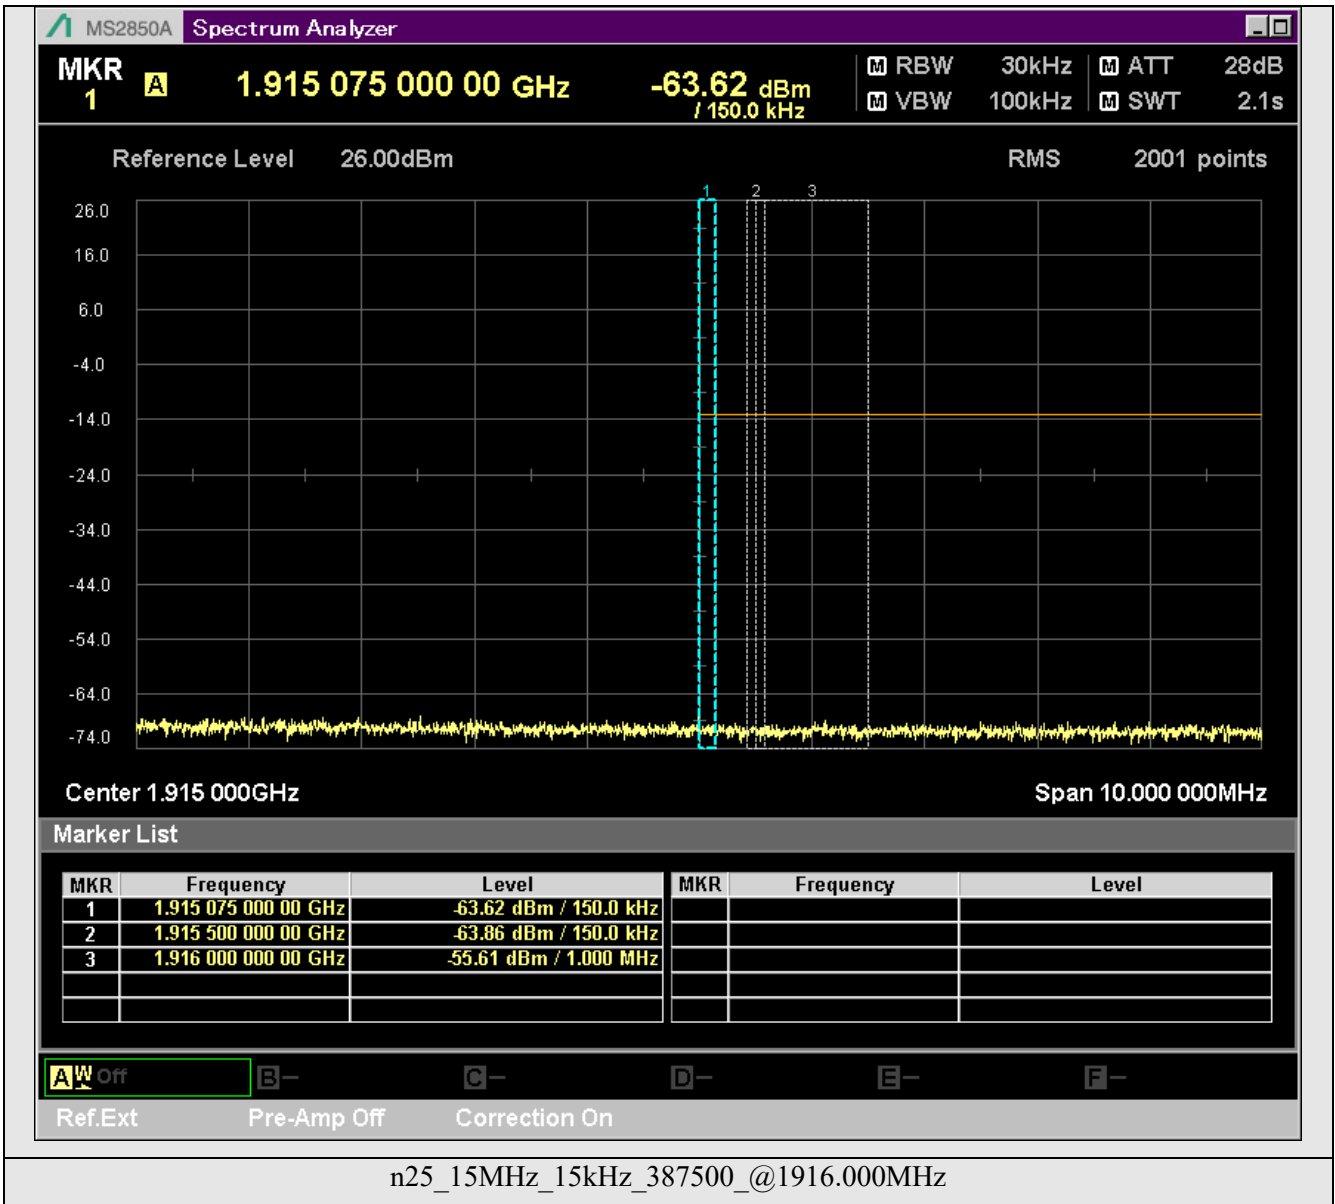 MS2850A Spectrum Analyzer
MKR 1 A 1.915 075 000 00 GHz -63.62 dBm / 150.0 kHz
M RBW 30kHz M ATT 28dB
M VBW 100kHz M SWT 2.1s
Reference Level 26.00dBm RMS 2001 points
1 2 3
26.0
16.0
6.0
-4.0
-14.0
-24.0
-34.0
-44.0
-54.0
-64.0
-74.0
Center 1.915 000GHz Span 10.000 000MHz
Marker List
MKR Frequency Level MKR Frequency Level
1 1.915 075 000 00 GHz -63.62 dBm / 150.0 kHz
2 1.915 500 000 00 GHz -63.86 dBm / 150.0 kHz
3 1.916 000 000 00 GHz -55.61 dBm / 1.000 MHz
A W Off B- C- D- E- F-
Ref.Ext Pre-Amp Off Correction On
n25_15MHz_15kHz_387500_@1916.000MHz